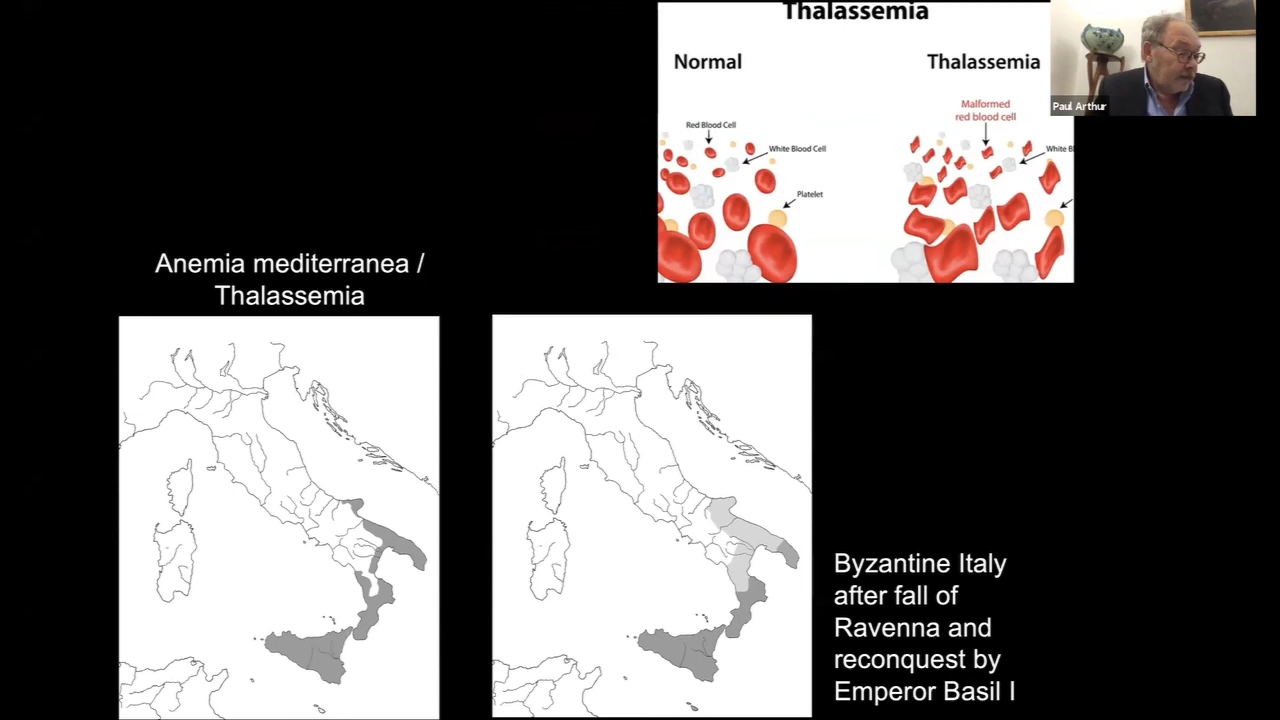 Thalassemia
Normal
Thalassemia
Malformed
red blood cell
Red Blood Cell
White Blood Cell
White Bl
Platelet
Paul Arthur
Anemia mediterranea /
Thalassemia
Byzantine Italy
after fall of
Ravenna and
reconquest by
Emperor Basil I